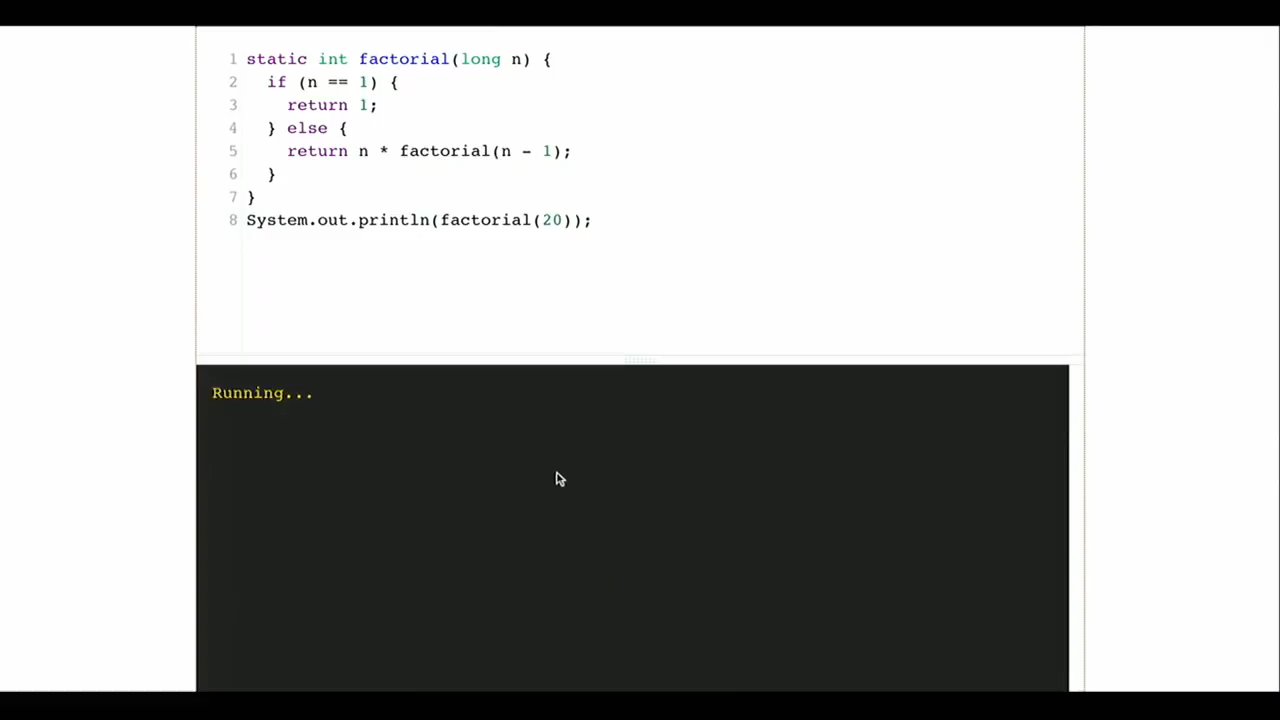 1 static int factorial(long n) {
2   if (n == 1) {
3     return 1;
4   } else {
5     return n * factorial(n - 1);
6   }
7 }
8 System.out.println(factorial(20));
Running...